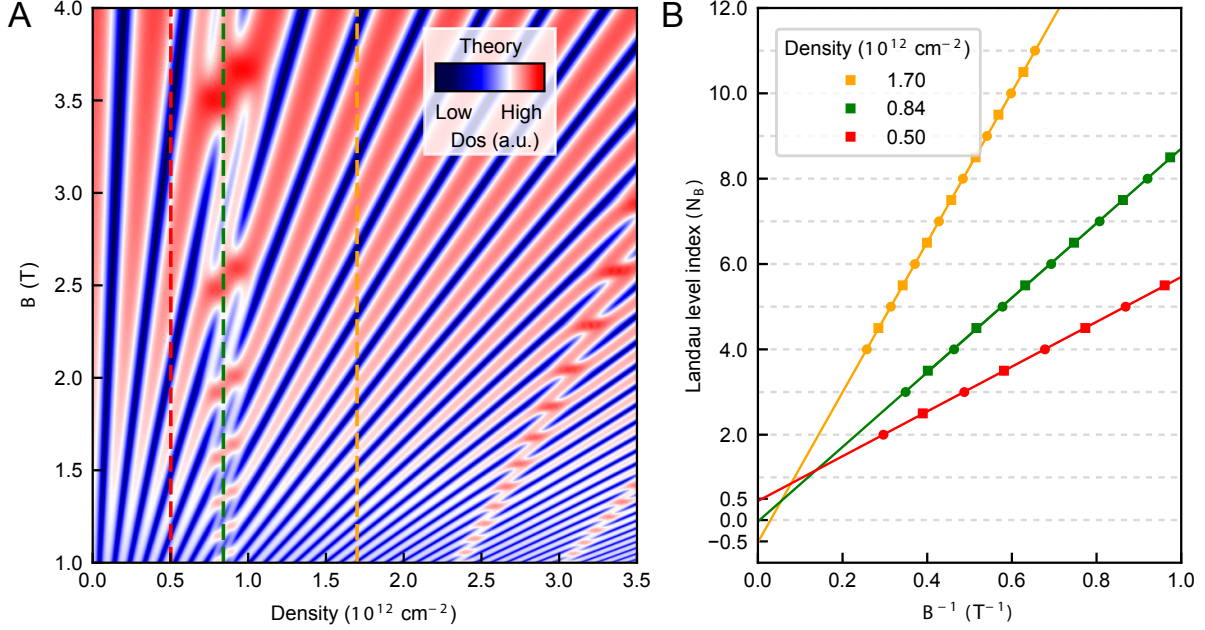 A
B (T)
4.0
3.5
3.0
2.5
2.0
1.5
1.0
0.0 0.5 1.0 1.5 2.0 2.5 3.0 3.5
Density (10¹² cm⁻²)
Theory
Low High
Dos (a.u.)
B
Landau level index (N_B)
12.0
10.0
8.0
6.0
4.0
2.0
0.5
0.0
−0.5
0.0 0.2 0.4 0.6 0.8 1.0
B⁻¹ (T⁻¹)
Density (10¹² cm⁻²)
1.70
0.84
0.50